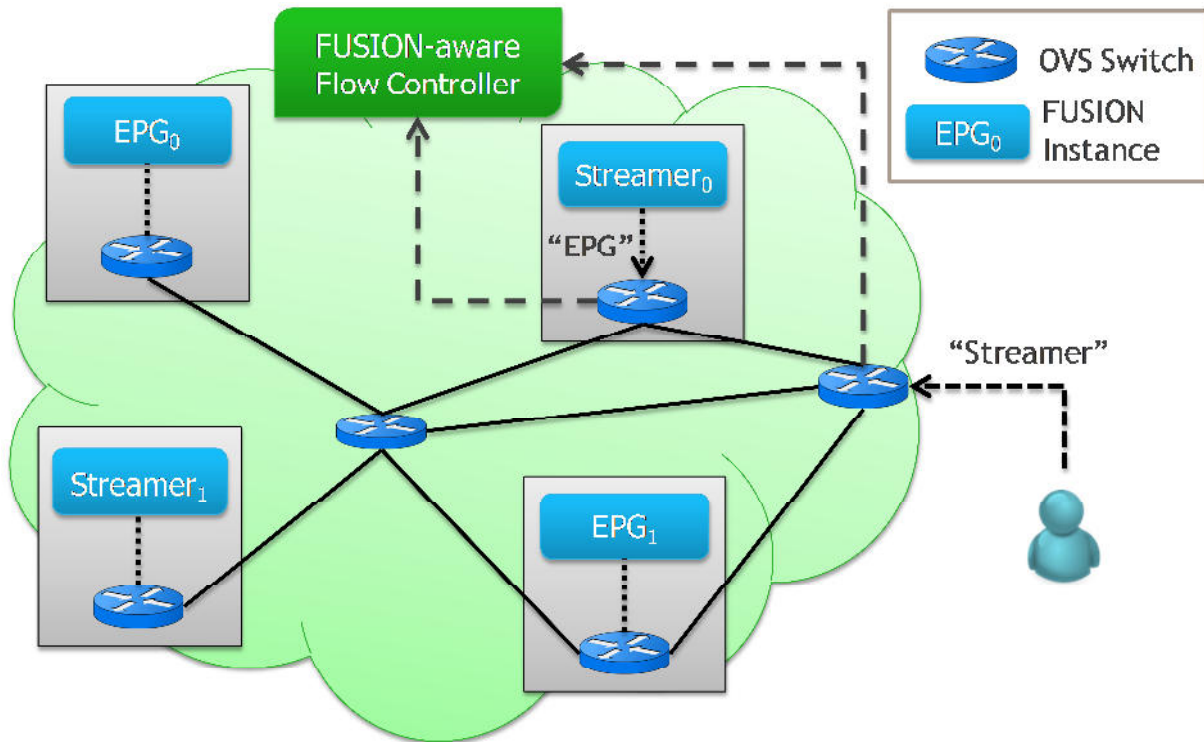 FUSION-aware
Flow Controller
OVS Switch
EPG₀
FUSION
Instance
EPG₀
Streamer₀
“EPG”
“Streamer”
Streamer₁
EPG₁